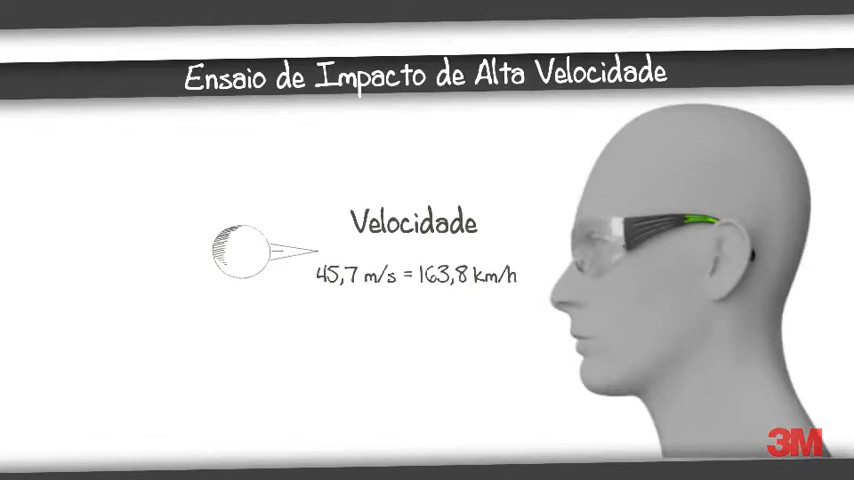 Ensaio de Impacto de Alta Velocidade
Velocidade
45,7 m/s = 163,8 km/h
3M